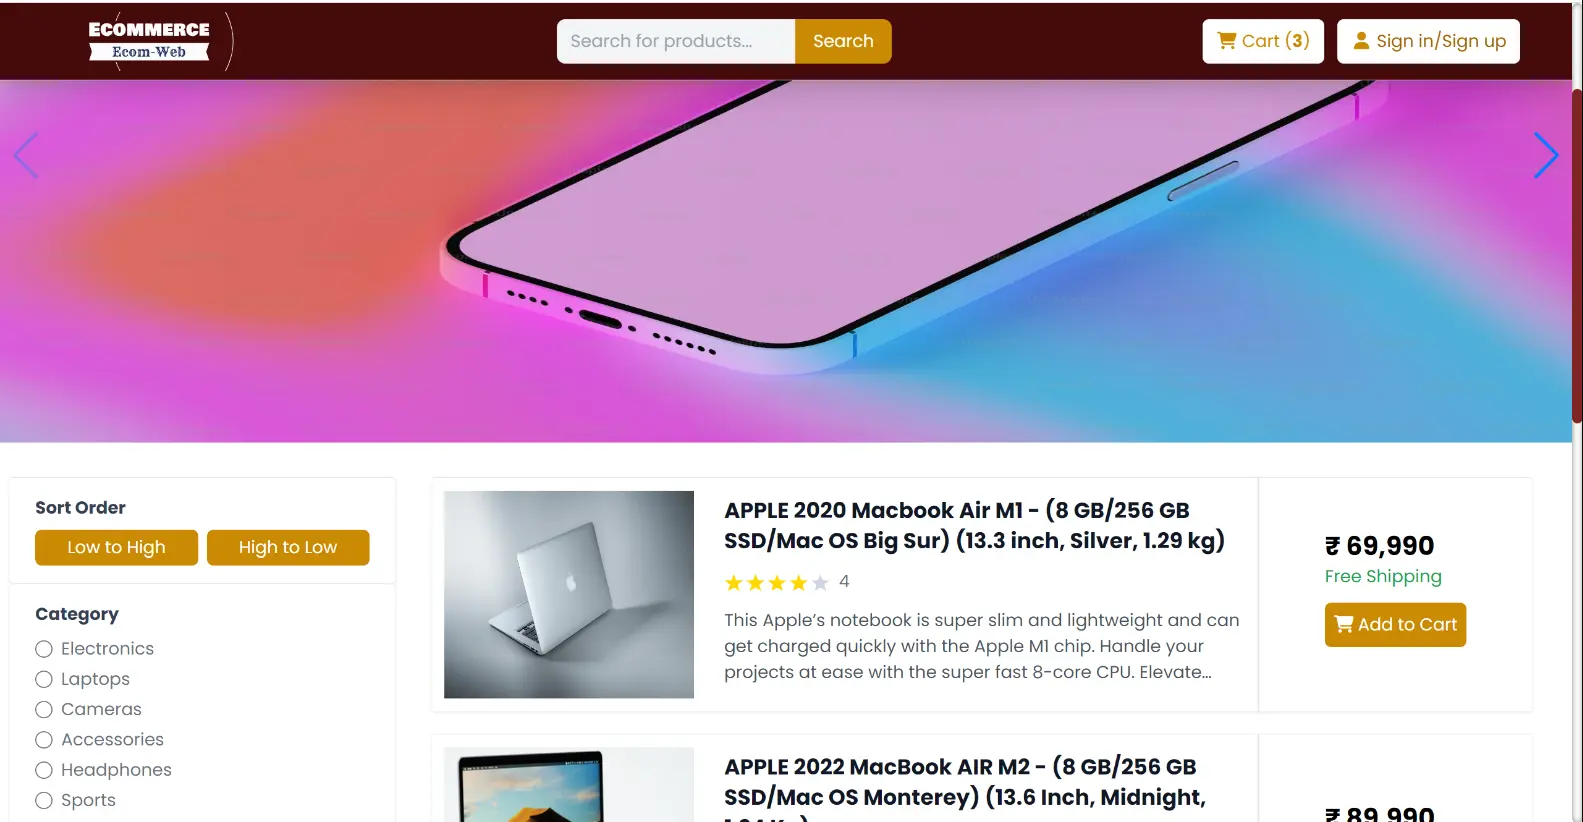 ECOMMERCE
Ecom-Web
Search for products...
Search
Cart (3)
Sign in/Sign up
Sort Order
Low to High
High to Low
Category
Electronics
Laptops
Cameras
Accessories
Headphones
Sports
APPLE 2020 Macbook Air M1 - (8 GB/256 GB
SSD/Mac OS Big Sur) (13.3 inch, Silver, 1.29 kg)
4
This Apple’s notebook is super slim and lightweight and can
get charged quickly with the Apple M1 chip. Handle your
projects at ease with the super fast 8-core CPU. Elevate...
₹ 69,990
Free Shipping
Add to Cart
APPLE 2022 MacBook AIR M2 - (8 GB/256 GB
SSD/Mac OS Monterey) (13.6 Inch, Midnight,
₹ 89,990